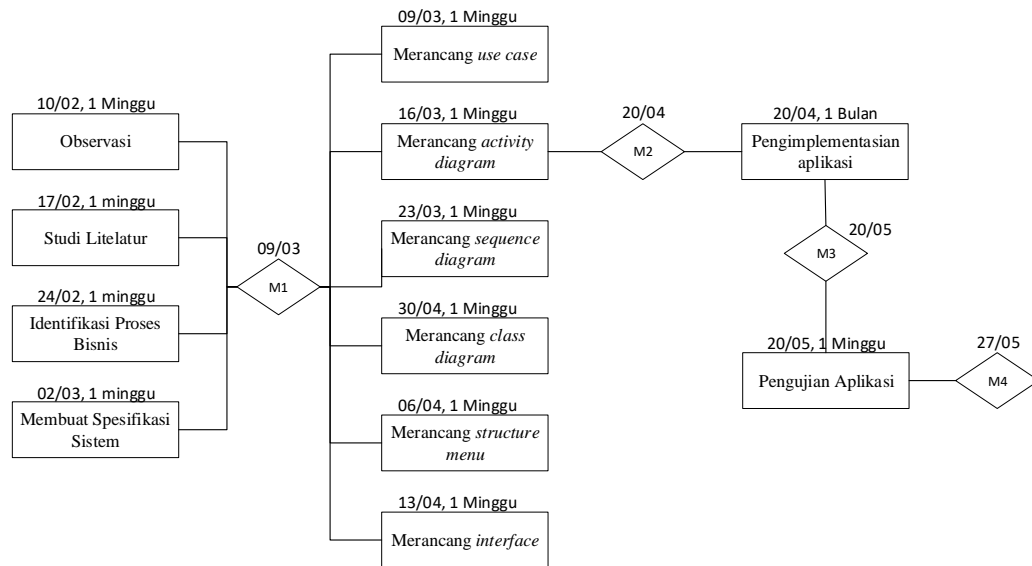 10/02, 1 Minggu
Observasi
17/02, 1 minggu
Studi Litelatur
24/02, 1 minggu
Identifikasi Proses
Bisnis
02/03, 1 minggu
Membuat Spesifikasi
Sistem
09/03
M1
09/03, 1 Minggu
Merancang use case
16/03, 1 Minggu
Merancang activity
diagram
23/03, 1 Minggu
Merancang sequence
diagram
30/04, 1 Minggu
Merancang class
diagram
06/04, 1 Minggu
Merancang structure
menu
13/04, 1 Minggu
Merancang interface
20/04
M2
20/04, 1 Bulan
Pengimplementasian
aplikasi
20/05
M3
20/05, 1 Minggu
Pengujian Aplikasi
27/05
M4